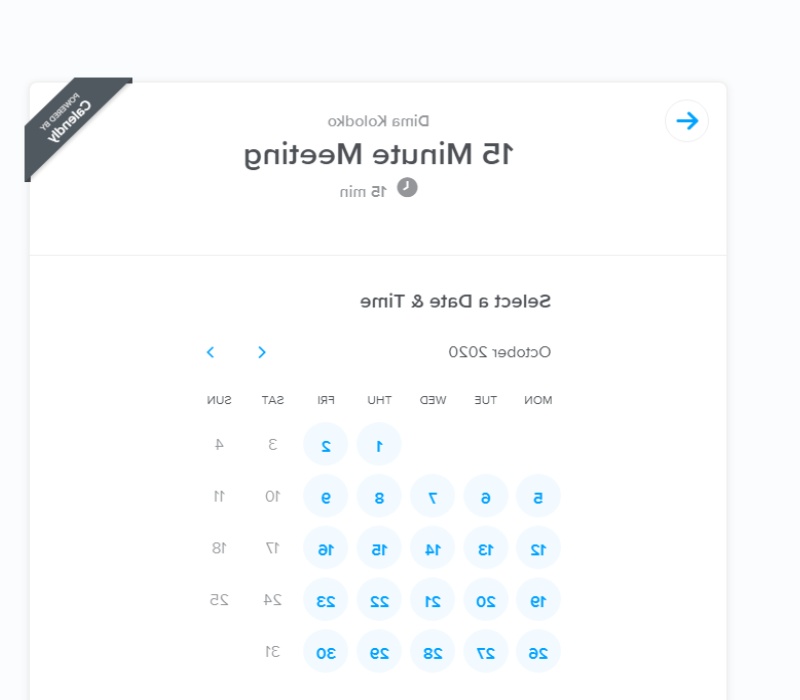 POWERED BY
Calendly
Dima Kolodko
15 Minute Meeting
15 min
Select a Date & Time
October 2020
MON TUE WED THU FRI SAT SUN
1 2 3 4
5 6 7 8 9 10 11
12 13 14 15 16 17 18
19 20 21 22 23 24 25
26 27 28 29 30 31